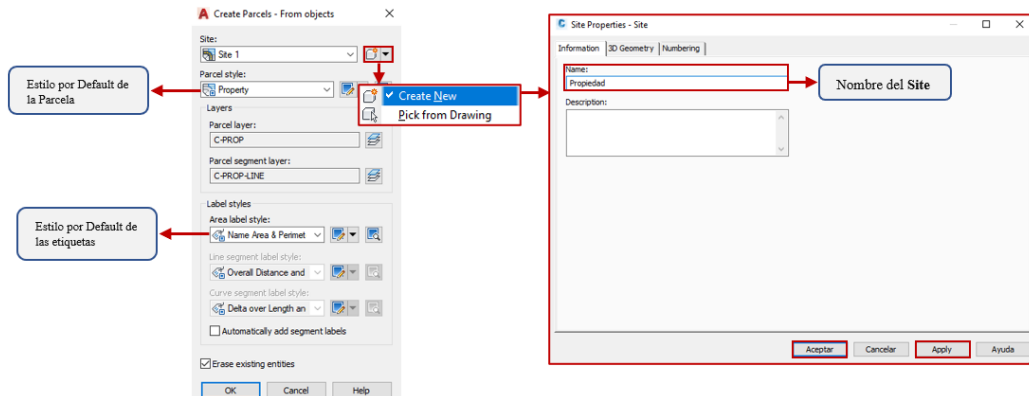 Create Parcels - From objects
Site:
Site 1
Parcel style:
Property
Layers
Parcel layer:
C-PROP
Parcel segment layer:
C-PROP-LINE
Label styles
Area label style:
Name Area & Perimet
Line segment label style:
Overall Distance and
Curve segment label style:
Delta over Length an
Automatically add segment labels
Erase existing entities
OK
Cancel
Help
Estilo por Default de
la Parcela
Estilo por Default de
las etiquetas
Create New
Pick from Drawing
Site Properties - Site
Information
3D Geometry
Numbering
Name:
Propiedad
Description:
Nombre del Site
Aceptar
Cancelar
Apply
Ayuda